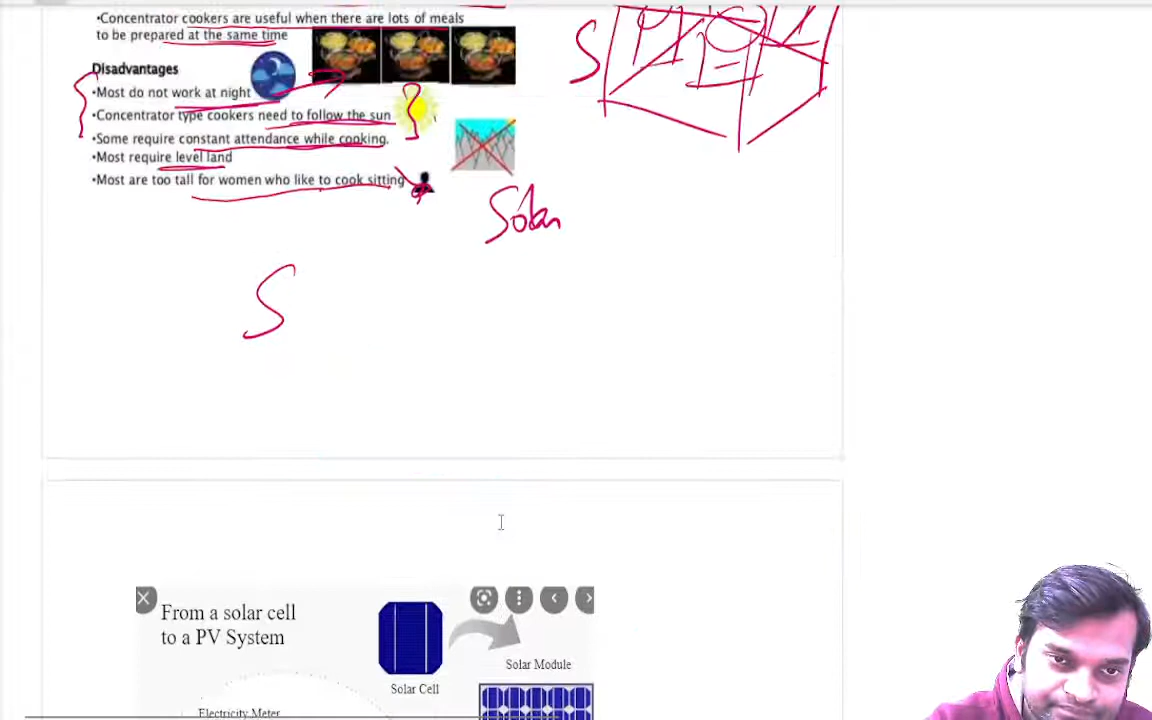 •Concentrator cookers are useful when there are lots of meals
to be prepared at the same time
Disadvantages
•Most do not work at night
•Concentrator type cookers need to follow the sun
•Some require constant attendance while cooking.
•Most require level land
•Most are too tall for women who like to cook sitting
S
Solar
S
From a solar cell
to a PV System
Solar Module
Solar Cell
Electricity Meter